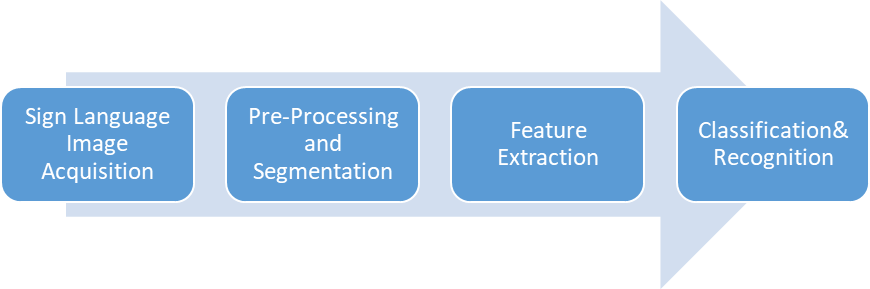 Sign Language
Image
Acquisition
Pre-Processing
and
Segmentation
Feature
Extraction
Classification&
Recognition